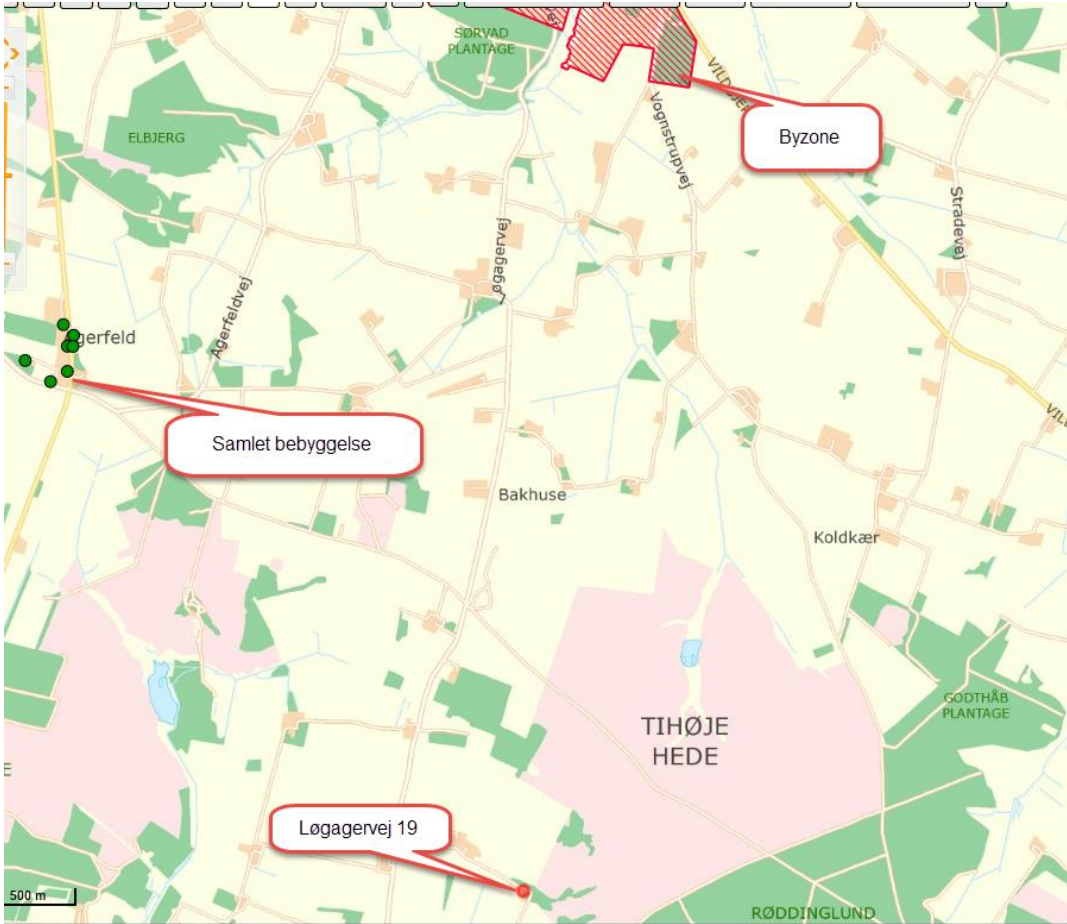 SØRVAD
PLANTAGE
ELBJERG
Vognstrupvej
Byzone
Stradevej
Løgagervej
Agerfeldvej
Agerfeld
Samlet bebyggelse
Bakhuse
Koldkær
GODTHÅB
PLANTAGE
TIHØJE
HEDE
Løgagervej 19
500 m
RØDDINGLUND